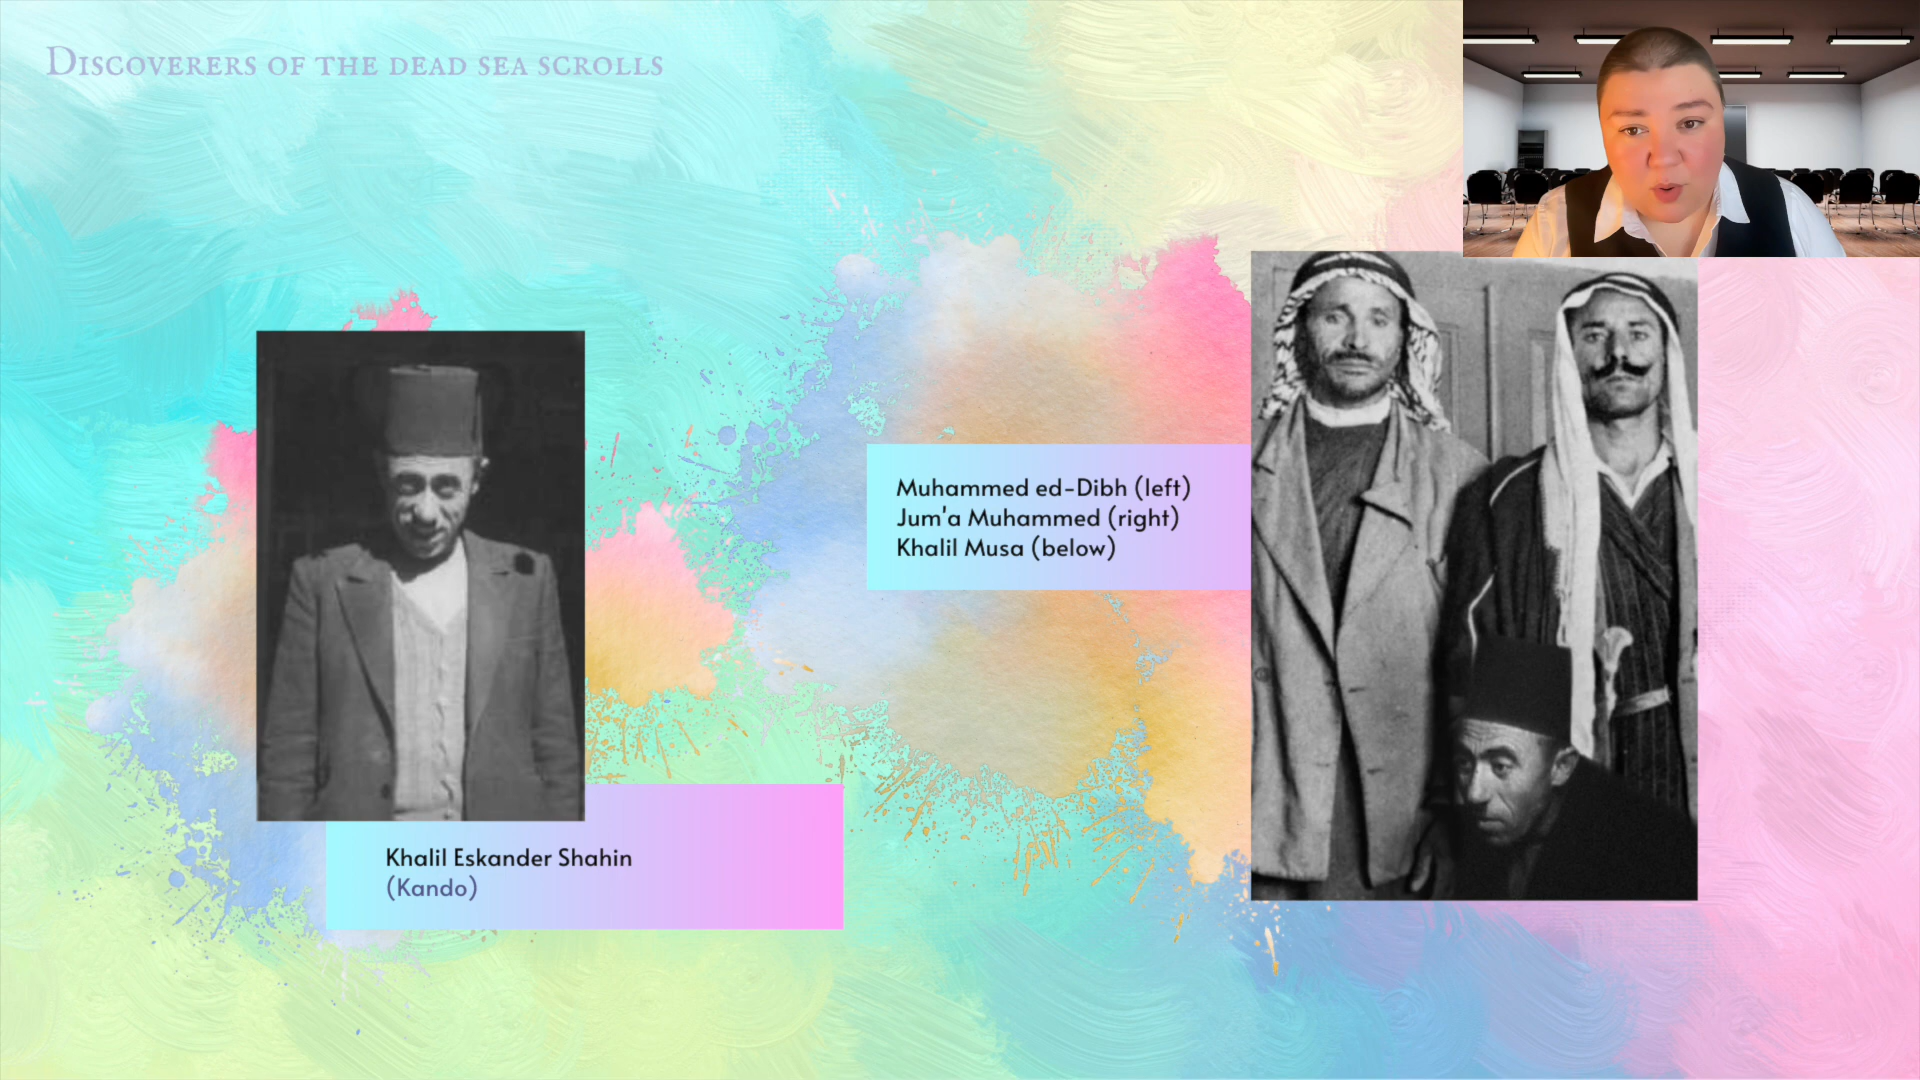 Discoverers of the dead sea scrolls
Muhammed ed-Dibh (left)
Jum'a Muhammed (right)
Khalil Musa (below)
Khalil Eskander Shahin
(Kando)